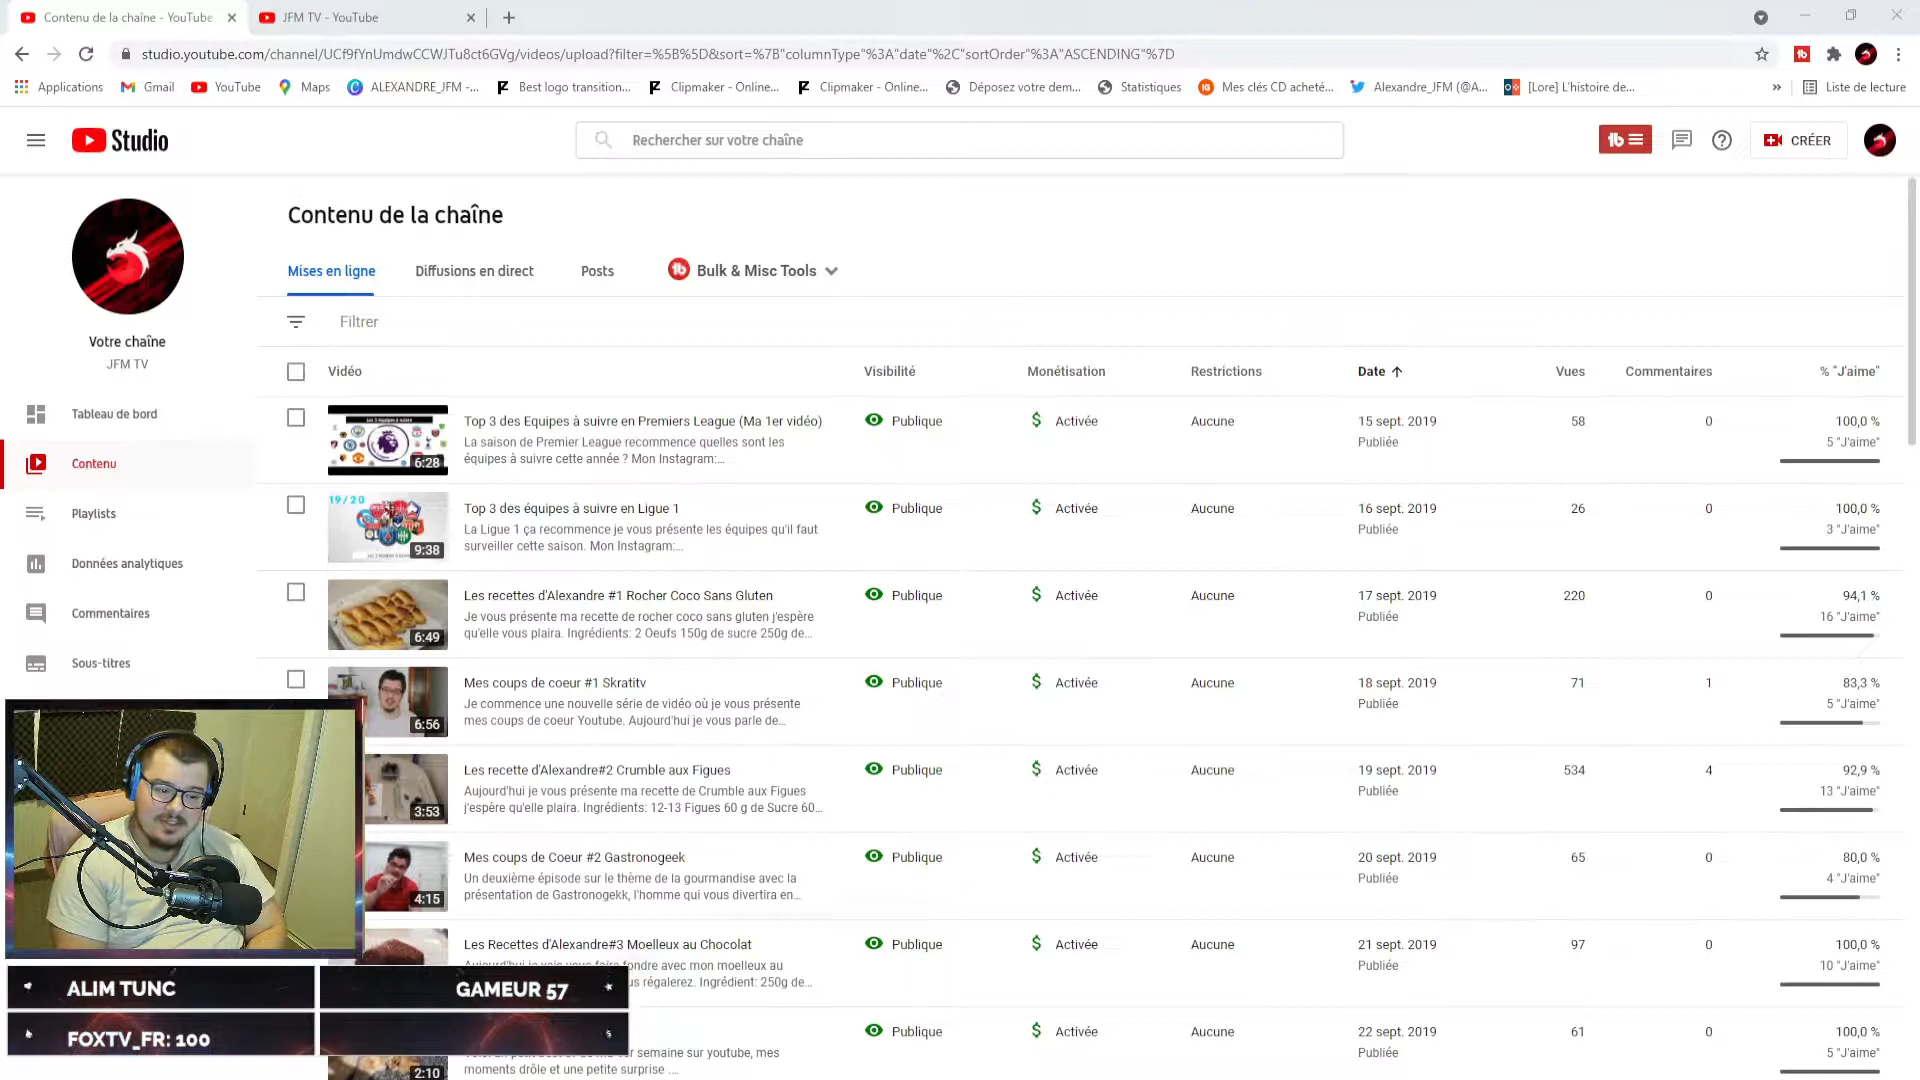 Contenu de la chaîne - YouTube
JFM TV - YouTube
studio.youtube.com/channel/UCf9fYnUmdwCCWJTu8ct6GVg/videos/upload?filter=%5B%5D&sort=%7B"columnType"%3A"date"%2C"sortOrder"%3A"ASCENDING"%7D
Applications
Gmail
YouTube
Maps
ALEXANDRE_JFM -...
Best logo transition...
Clipmaker - Online...
Clipmaker - Online...
Déposez votre dem...
Statistiques
Mes clés CD acheté...
Alexandre_JFM (@A...
[Lore] L'histoire de...
Liste de lecture
Studio
Rechercher sur votre chaîne
CRÉER
Votre chaîne
JFM TV
Tableau de bord
Contenu
Playlists
Données analytiques
Commentaires
Sous-titres
Contenu de la chaîne
Mises en ligne
Diffusions en direct
Posts
Bulk & Misc Tools
Filtrer
Vidéo Visibilité Monétisation Restrictions Date Vues Commentaires % "J'aime"
6:28
Top 3 des Equipes à suivre en Premiers League (Ma 1er vidéo)
La saison de Premier League recommence quelles sont les
équipes à suivre cette année ? Mon Instagram:...
Publique Activée Aucune 15 sept. 2019 58 0 100,0 %
Publiée 5 "J'aime"
19/20
9:38
Top 3 des équipes à suivre en Ligue 1
La Ligue 1 ça recommence je vous présente les équipes qu'il faut
surveiller cette saison. Mon Instagram:...
Publique Activée Aucune 16 sept. 2019 26 0 100,0 %
Publiée 3 "J'aime"
6:49
Les recettes d'Alexandre #1 Rocher Coco Sans Gluten
Je vous présente ma recette de rocher coco sans gluten j'espère
qu'elle vous plaira. Ingrédients: 2 Oeufs 150g de sucre 250g de...
Publique Activée Aucune 17 sept. 2019 220 0 94,1 %
Publiée 16 "J'aime"
6:56
Mes coups de coeur #1 Skratitv
Je commence une nouvelle série de vidéo où je vous présente
mes coups de coeur Youtube. Aujourd'hui je vous parle de...
Publique Activée Aucune 18 sept. 2019 71 1 83,3 %
Publiée 5 "J'aime"
3:53
Les recette d'Alexandre#2 Crumble aux Figues
Aujourd'hui je vous présente ma recette de Crumble aux Figues
j'espère qu'elle plaira. Ingrédients: 12-13 Figues 60 g de Sucre 60...
Publique Activée Aucune 19 sept. 2019 534 4 92,9 %
Publiée 13 "J'aime"
4:15
Mes coups de Coeur #2 Gastronogeek
Un deuxième épisode sur le thème de la gourmandise avec la
présentation de Gastronogekk, l'homme qui vous divertira en...
Publique Activée Aucune 20 sept. 2019 65 0 80,0 %
Publiée 4 "J'aime"
Les Recettes d'Alexandre#3 Moelleux au Chocolat
Aujourd'hui je vais vous faire fondre avec mon moelleux au
us régalerez. Ingrédient: 250g de...
Publique Activée Aucune 21 sept. 2019 97 0 100,0 %
Publiée 10 "J'aime"
2:10
semaine sur youtube, mes
moments drôle et une petite surprise ....
Publique Activée Aucune 22 sept. 2019 61 0 100,0 %
Publiée 5 "J'aime"
ALIM TUNC
GAMEUR 57
FOXTV_FR: 100